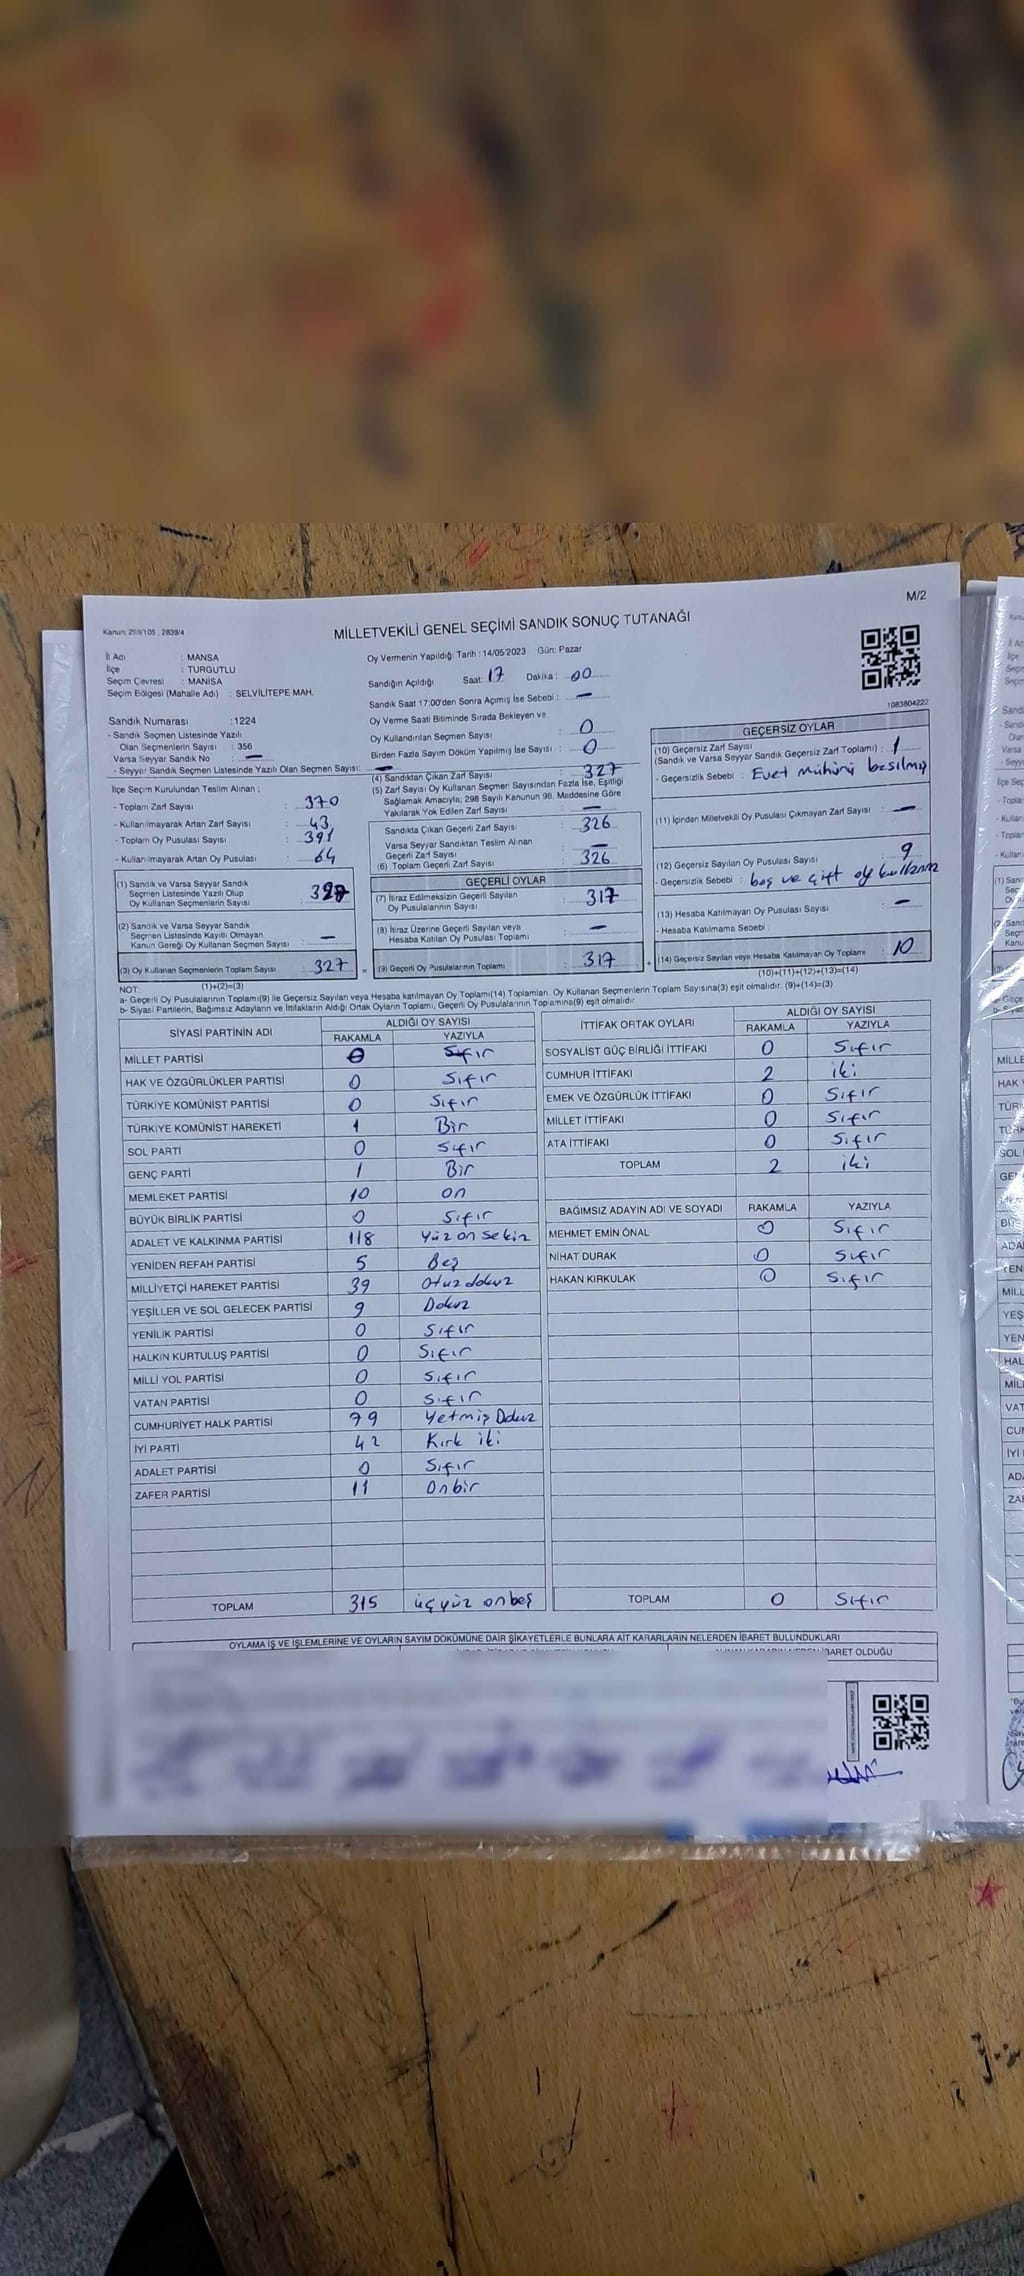 M/2
Kanun: 298/105 , 2839/4
MİLLETVEKİLİ GENEL SEÇİMİ SANDIK SONUÇ TUTANAĞI
İl Adı : MANİSA
İlçe : TURGUTLU
Seçim Çevresi : MANİSA
Seçim Bölgesi (Mahalle Adı) : SELVİLİTEPE MAH.
Oy Vermenin Yapıldığı Tarih : 14/05/2023 Gün: Pazar
Sandığın Açıldığı Saat: 17 Dakika : 00
Sandık Saat 17:00'den Sonra Açımış İse Sebebi : —
Oy Verme Saati Bitiminde Sırada Bekleyen ve
Oy Kullandırılan Seçmen Sayısı : 0
Birden Fazla Sayım Döküm Yapılmış İse Sayısı : 0
1083804222
Sandık Numarası : 1224
- Sandık Seçmen Listesinde Yazılı
Olan Seçmenlerin Sayısı : 356
Varsa Seyyar Sandık No : —
- Seyyar Sandık Seçmen Listesinde Yazılı Olan Seçmen Sayısı: —
İlçe Seçim Kurulundan Teslim Alınan ;
- Toplam Zarf Sayısı : 370
- Kullanılmayarak Artan Zarf Sayısı : 43
- Toplam Oy Pusulası Sayısı : 391
- Kullanılmayarak Artan Oy Pusulası : 64
(1) Sandık ve Varsa Seyyar Sandık
Seçmen Listesinde Yazılı Olup
Oy Kullanan Seçmenlerin Sayısı :
(2) Sandık ve Varsa Seyyar Sandık
Seçmen Listesinde Kayıtlı Olmayan
Kanun Gereği Oy Kullanan Seçmen Sayısı : —
(3) Oy Kullanan Seçmenlerin Toplam Sayısı : 327
(4) Sandıktan Çıkan Zarf Sayısı : 327
(5) Zarf Sayısı Oy Kullanan Seçmen Sayısından Fazla İse, Eşitliği
Sağlamak Amacıyla; 298 Sayılı Kanunun 98. Maddesine Göre
Yakılarak Yok Edilen Zarf Sayısı : —
Sandıkta Çıkan Geçerli Zarf Sayısı : 326
Varsa Seyyar Sandıktan Teslim Alınan
Geçerli Zarf Sayısı : —
(6) Toplam Geçerli Zarf Sayısı : 326
GEÇERLİ OYLAR
(7) İtiraz Edilmeksizin Geçerli Sayılan
Oy Pusulalarının Sayısı : 317
(8) İtiraz Üzerine Geçerli Sayılan veya
Hesaba Katılan Oy Pusulası Toplamı : —
(9) Geçerli Oy Pusulalarının Toplamı : 317
GEÇERSİZ OYLAR
(10) Geçersiz Zarf Sayısı
(Sandık ve Varsa Seyyar Sandık Geçersiz Zarf Toplamı) : 1
- Geçersizlik Sebebi : Evet mühürü basılmış
(11) İçinden Milletvekili Oy Pusulası Çıkmayan Zarf Sayısı : —
(12) Geçersiz Sayılan Oy Pusulası Sayısı : 9
- Geçersizlik Sebebi : boş ve çift oy kullanma
(13) Hesaba Katılmayan Oy Pusulası Sayısı : —
- Hesaba Katılmama Sebebi :
(14) Geçersiz Sayılan veya Hesaba Katılmayan Oy Toplamı : 10
NOT: (1)+(2)=(3)
(10)+(11)+(12)+(13)=(14)
a- Geçerli Oy Pusulalarının Toplamı(9) ile Geçersiz Sayılan veya Hesaba katılmayan Oy Toplamı(14) Toplamları, Oy Kullanan Seçmenlerin Toplam Sayısına(3) eşit olmalıdır. (9)+(14)=(3)
b- Siyasi Partilerin, Bağımsız Adayların ve İttifakların Aldığı Ortak Oyların Toplamı, Geçerli Oy Pusulalarının Toplamına(9) eşit olmalıdır
SİYASİ PARTİNİN ADI ALDIĞI OY SAYISI
RAKAMLA YAZIYLA
MİLLET PARTİSİ 0 Sıfır
HAK VE ÖZGÜRLÜKLER PARTİSİ 0 Sıfır
TÜRKİYE KOMÜNİST PARTİSİ 0 Sıfır
TÜRKİYE KOMÜNİST HAREKETİ 1 Bir
SOL PARTİ 0 Sıfır
GENÇ PARTİ 1 Bir
MEMLEKET PARTİSİ 10 on
BÜYÜK BİRLİK PARTİSİ 0 Sıfır
ADALET VE KALKINMA PARTİSİ 118 Yüz on sekiz
YENİDEN REFAH PARTİSİ 5 Beş
MİLLİYETÇİ HAREKET PARTİSİ 39 Otuz dokuz
YEŞİLLER VE SOL GELECEK PARTİSİ 9 Dokuz
YENİLİK PARTİSİ 0 Sıfır
HALKIN KURTULUŞ PARTİSİ 0 Sıfır
MİLLİ YOL PARTİSİ 0 Sıfır
VATAN PARTİSİ 0 Sıfır
CUMHURİYET HALK PARTİSİ 79 Yetmiş Dokuz
İYİ PARTİ 42 Kırk iki
ADALET PARTİSİ 0 Sıfır
ZAFER PARTİSİ 11 Onbir
TOPLAM 315 üçyüz onbeş
İTTİFAK ORTAK OYLARI ALDIĞI OY SAYISI
RAKAMLA YAZIYLA
SOSYALİST GÜÇ BİRLİĞİ İTTİFAKI 0 Sıfır
CUMHUR İTTİFAKI 2 iki
EMEK VE ÖZGÜRLÜK İTTİFAKI 0 Sıfır
MİLLET İTTİFAKI 0 Sıfır
ATA İTTİFAKI 0 Sıfır
TOPLAM 2 iki
BAĞIMSIZ ADAYIN ADI VE SOYADI RAKAMLA YAZIYLA
MEHMET EMİN ÖNAL 0 Sıfır
NİHAT DURAK 0 Sıfır
HAKAN KIRKULAK 0 Sıfır
TOPLAM 0 Sıfır
OYLAMA İŞ VE İŞLEMLERİNE VE OYLARIN SAYIM DÖKÜMÜNE DAİR ŞİKAYETLERLE BUNLARA AİT KARARLARIN NELERDEN İBARET BULUNDUKLARI
İBARET OLDUĞU